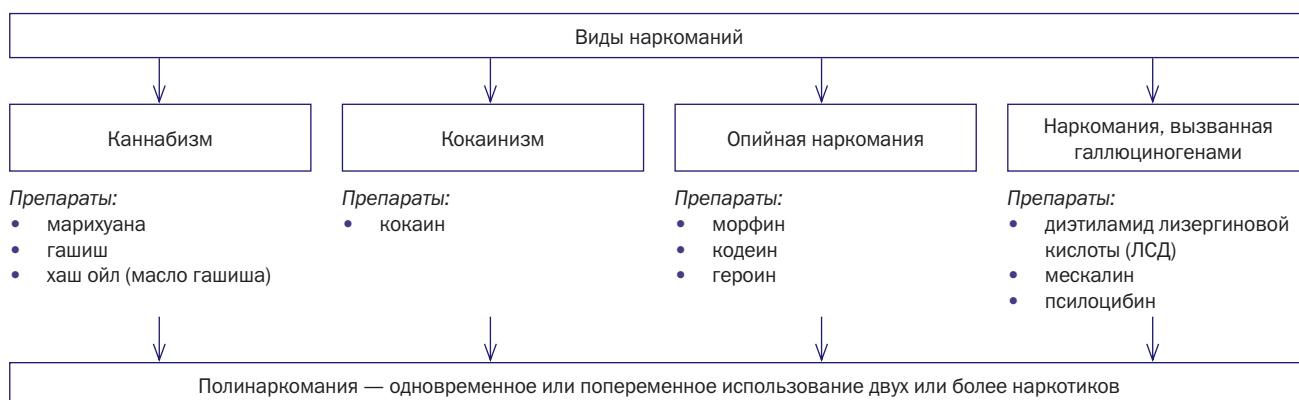 Виды наркоманий
Каннабизм
Кокаинизм
Опийная наркомания
Наркомания, вызванная
галлюциногенами
Препараты:
• марихуана
• гашиш
• хаш ойл (масло гашиша)
Препараты:
• кокаин
Препараты:
• морфин
• кодеин
• героин
Препараты:
• диэтиламид лизергиновой
кислоты (ЛСД)
• мескалин
• псилоцибин
Полинаркомания — одновременное или попеременное использование двух или более наркотиков